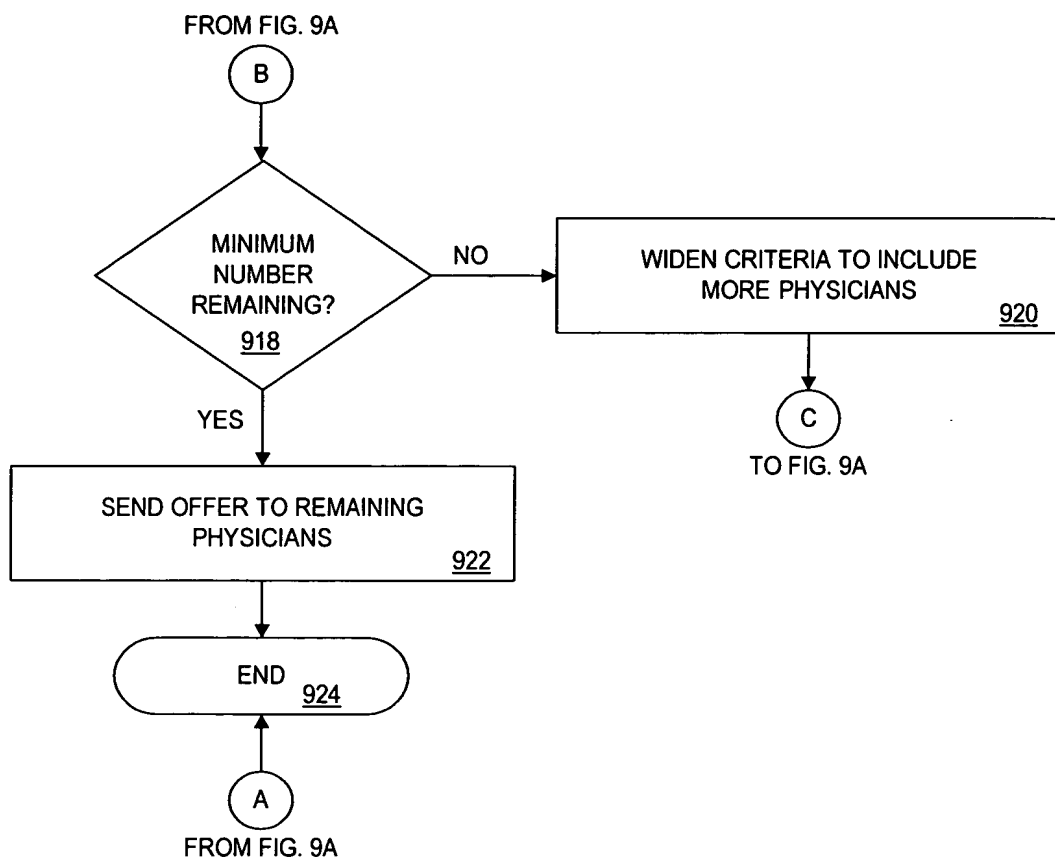 FROM FIG. 9A
B
MINIMUM
NUMBER
REMAINING?
918
NO
WIDEN CRITERIA TO INCLUDE
MORE PHYSICIANS
920
C
TO FIG. 9A
YES
SEND OFFER TO REMAINING
PHYSICIANS
922
END
924
A
FROM FIG. 9A